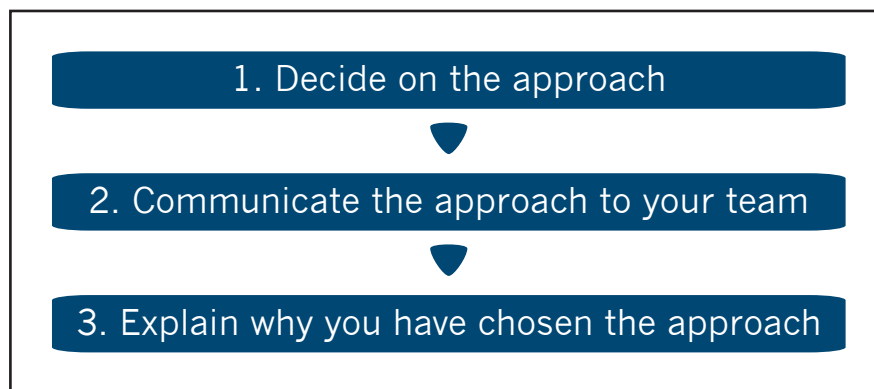 1. Decide on the approach
2. Communicate the approach to your team
3. Explain why you have chosen the approach